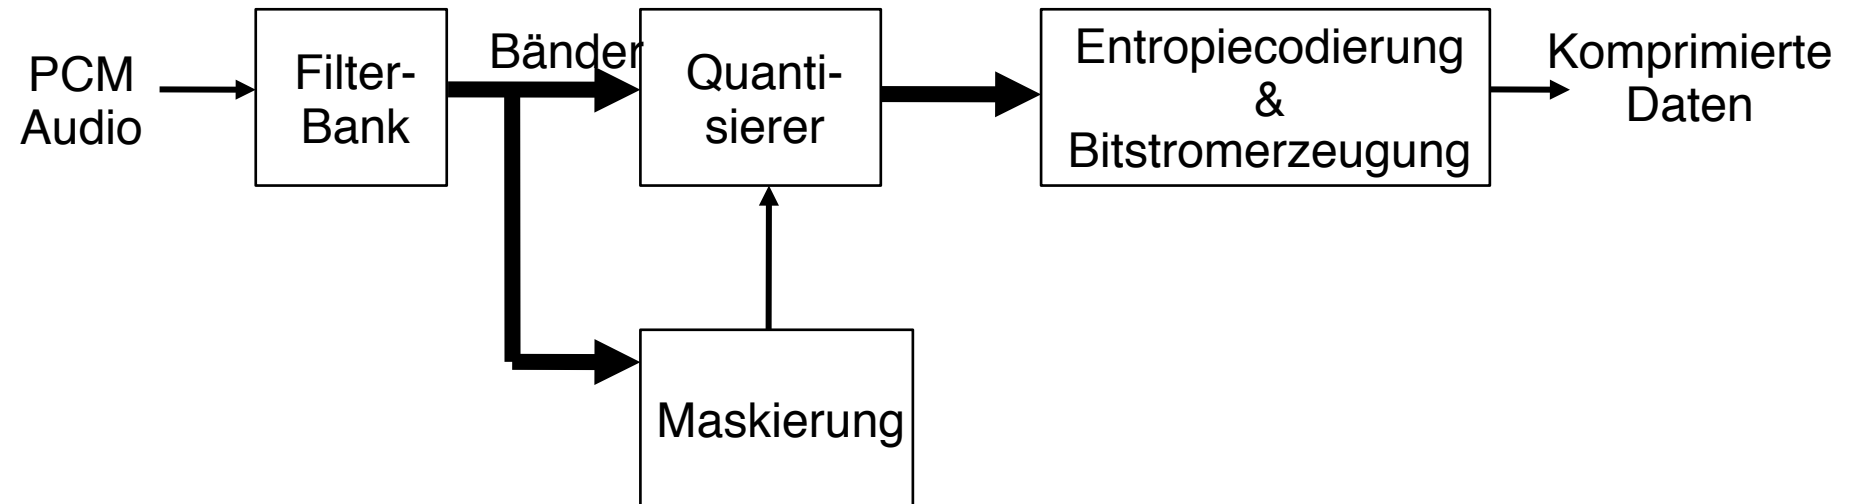 PCM
Audio
Filter-
Bank
Bänder
Quanti-
sierer
Entropiecodierung
&
Bitstromerzeugung
Komprimierte
Daten
Maskierung